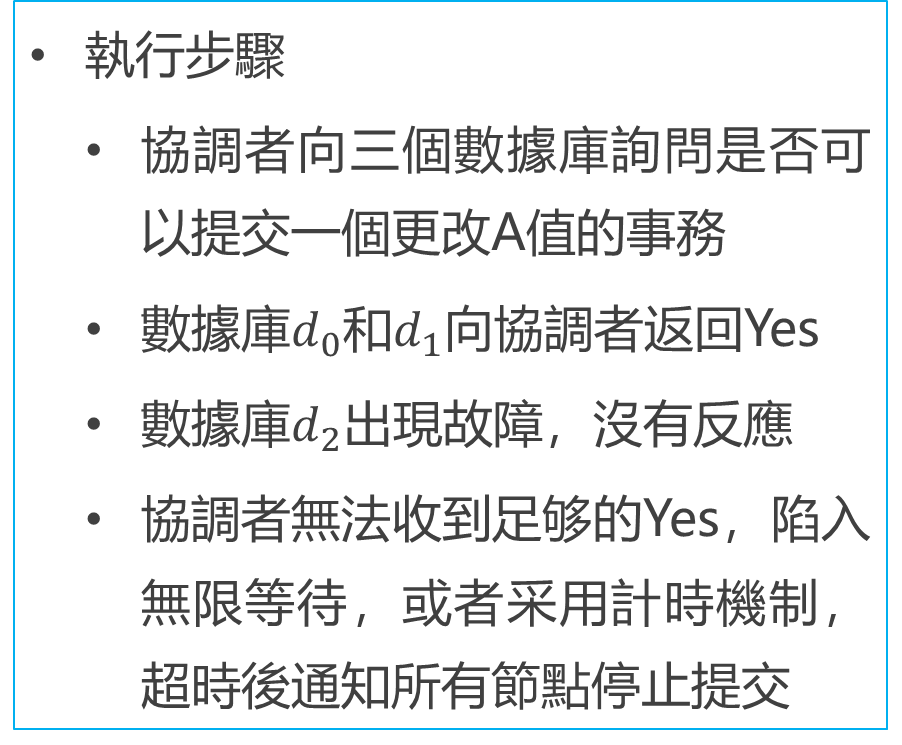 • 執行步驟
• 協調者向三個數據庫詢問是否可
以提交一個更改A值的事務
• 數據庫d₀和d₁向協調者返回Yes
• 數據庫d₂出現故障，沒有反應
• 協調者無法收到足够的Yes，陷入
無限等待，或者采用計時機制，
超時後通知所有節點停止提交